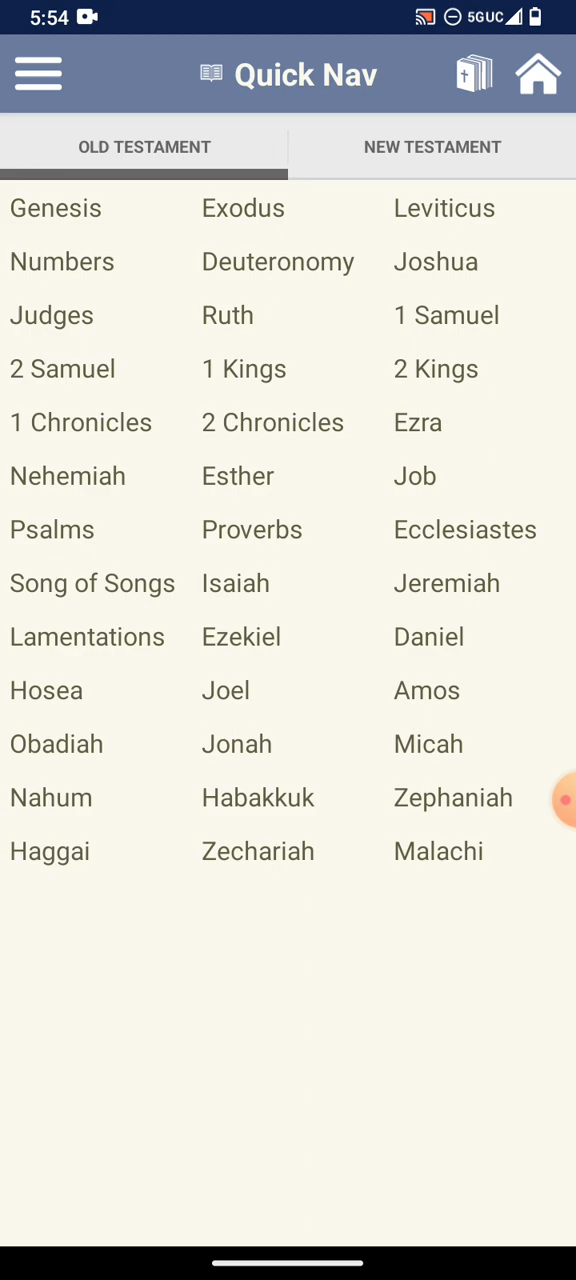 5:54 5GUC
Quick Nav
OLD TESTAMENT NEW TESTAMENT
Genesis Exodus Leviticus
Numbers Deuteronomy Joshua
Judges Ruth 1 Samuel
2 Samuel 1 Kings 2 Kings
1 Chronicles 2 Chronicles Ezra
Nehemiah Esther Job
Psalms Proverbs Ecclesiastes
Song of Songs Isaiah Jeremiah
Lamentations Ezekiel Daniel
Hosea Joel Amos
Obadiah Jonah Micah
Nahum Habakkuk Zephaniah
Haggai Zechariah Malachi